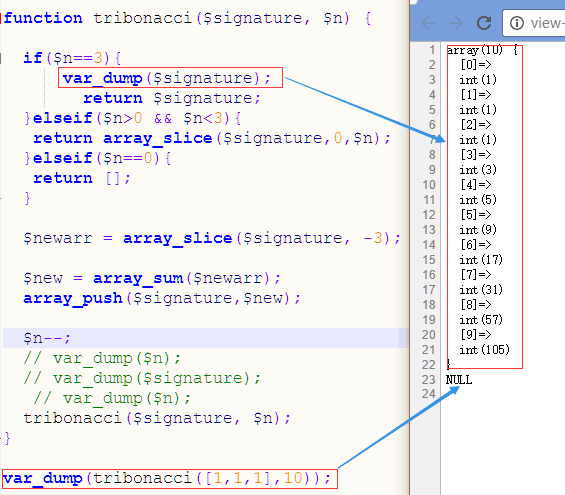 function tribonacci($signature, $n) {
if($n==3){
var_dump($signature);
return $signature;
}elseif($n>0 && $n<3){
return array_slice($signature,0,$n);
}elseif($n==0){
return [];
}
$newarr = array_slice($signature, -3);
$new = array_sum($newarr);
array_push($signature,$new);
$n--;
// var_dump($n);
// var_dump($signature);
// var_dump($n);
tribonacci($signature, $n);
}
var_dump(tribonacci([1,1,1],10));
view-
1 array(10) {
2 [0]=>
3 int(1)
4 [1]=>
5 int(1)
6 [2]=>
7 int(1)
8 [3]=>
9 int(3)
10 [4]=>
11 int(5)
12 [5]=>
13 int(9)
14 [6]=>
15 int(17)
16 [7]=>
17 int(31)
18 [8]=>
19 int(57)
20 [9]=>
21 int(105)
22 }
23 NULL
24